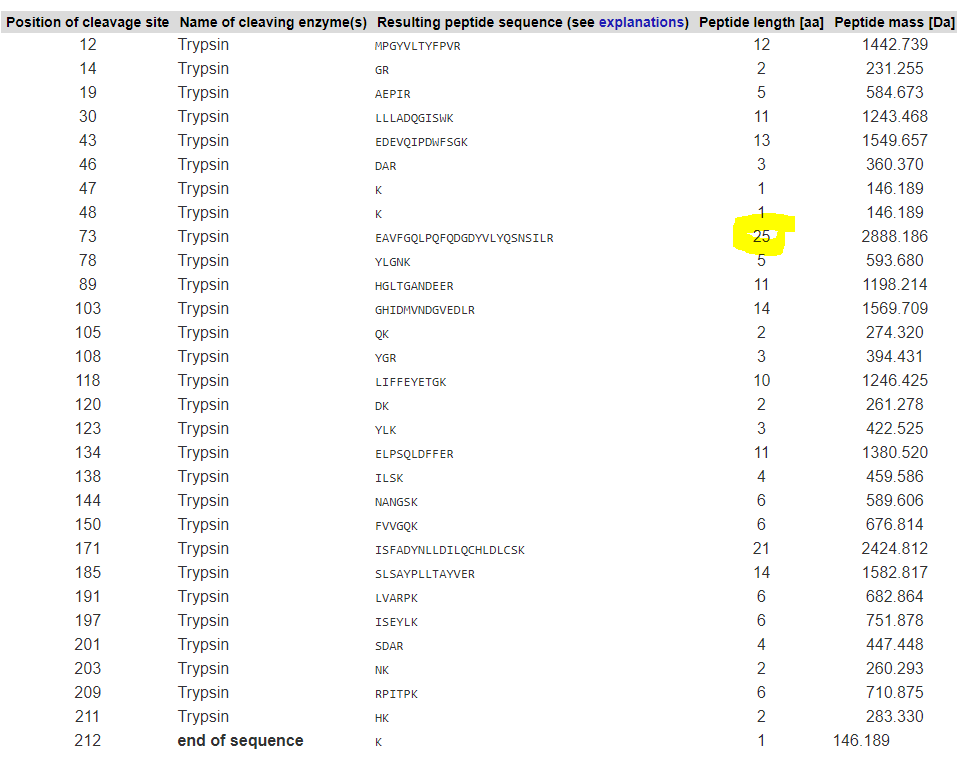 Position of cleavage site Name of cleaving enzyme(s) Resulting peptide sequence (see explanations) Peptide length [aa] Peptide mass [Da]
12 Trypsin MPGYVLTYFPVR 12 1442.739
14 Trypsin GR 2 231.255
19 Trypsin AEPIR 5 584.673
30 Trypsin LLLADQGISWK 11 1243.468
43 Trypsin EDEVQIPDWFSGK 13 1549.657
46 Trypsin DAR 3 360.370
47 Trypsin K 1 146.189
48 Trypsin K 1 146.189
73 Trypsin EAVFGQLPQFQDGDYVLYQSNSILR 25 2888.186
78 Trypsin YLGNK 5 593.680
89 Trypsin HGLTGANDEER 11 1198.214
103 Trypsin GHIDMVNDGVEDLR 14 1569.709
105 Trypsin QK 2 274.320
108 Trypsin YGR 3 394.431
118 Trypsin LIFFEYETGK 10 1246.425
120 Trypsin DK 2 261.278
123 Trypsin YLK 3 422.525
134 Trypsin ELPSQLDFFER 11 1380.520
138 Trypsin ILSK 4 459.586
144 Trypsin NANGSK 6 589.606
150 Trypsin FVVGQK 6 676.814
171 Trypsin ISFADYNLLDILQCHLDLCSK 21 2424.812
185 Trypsin SLSAYPLLTAYVER 14 1582.817
191 Trypsin LVARPK 6 682.864
197 Trypsin ISEYLK 6 751.878
201 Trypsin SDAR 4 447.448
203 Trypsin NK 2 260.293
209 Trypsin RPITPK 6 710.875
211 Trypsin HK 2 283.330
212 end of sequence K 1 146.189